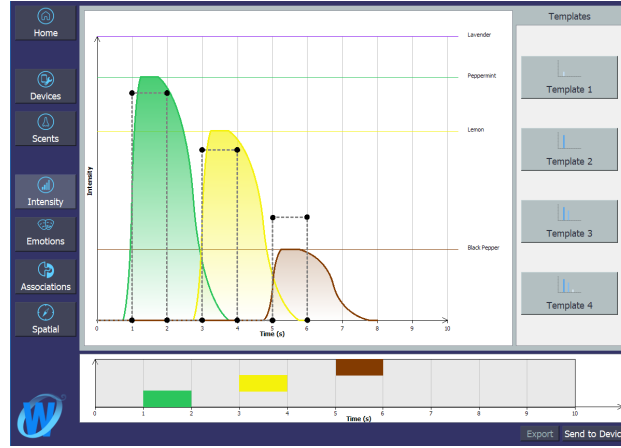 Home
Devices
Scents
Intensity
Emotions
Associations
Spatial
W
Lavender
Peppermint
Lemon
Black Pepper
Intensity
0 1 2 3 4 5 6 7 8 9 10
Time (s)
Templates
Template 1
Template 2
Template 3
Template 4
0 1 2 3 4 5 6 7 8 9 10
Time (s)
Export
Send to Devic